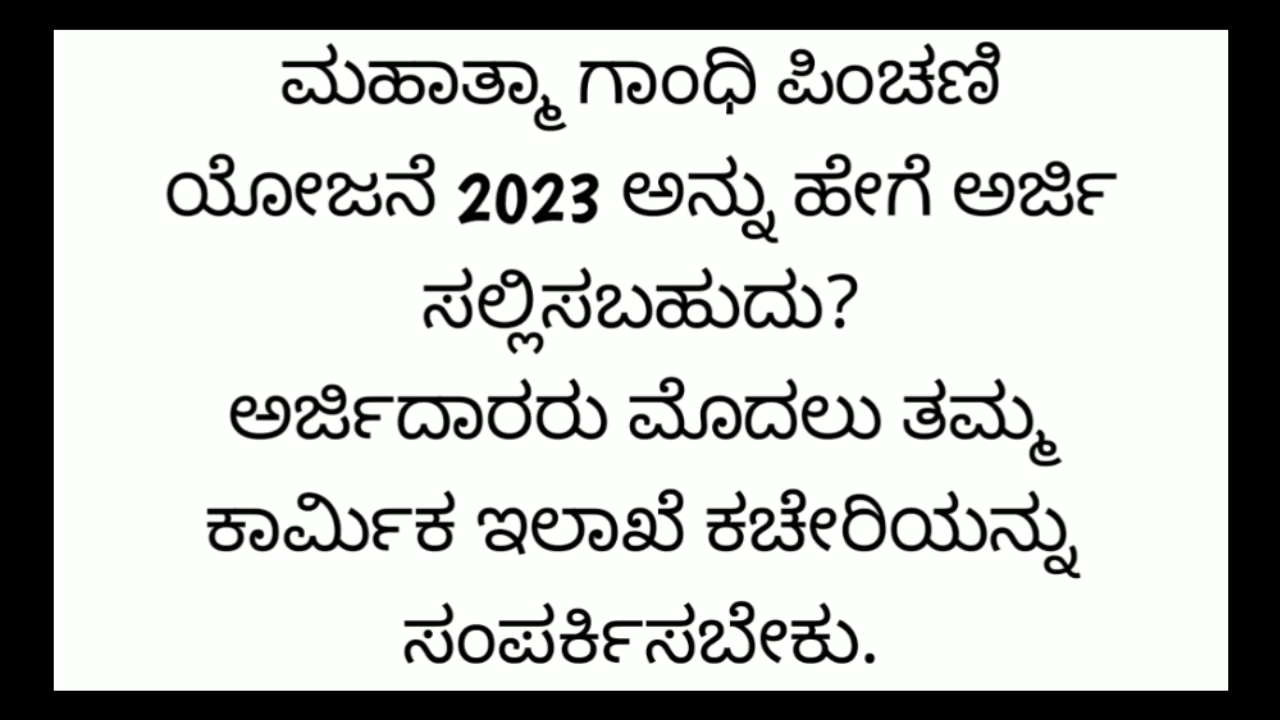 ಮಹಾತ್ಮಾ ಗಾಂಧಿ ಪಿಂಚಣಿ
ಯೋಜನೆ 2023 ಅನ್ನು ಹೇಗೆ ಅರ್ಜಿ
ಸಲ್ಲಿಸಬಹುದು?
ಅರ್ಜಿದಾರರು ಮೊದಲು ತಮ್ಮ
ಕಾರ್ಮಿಕ ಇಲಾಖೆ ಕಚೇರಿಯನ್ನು
ಸಂಪರ್ಕಿಸಬೇಕು.